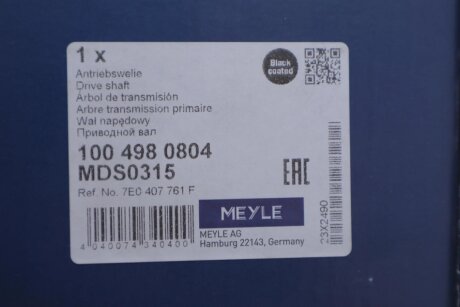 1 x
Black coated
Antriebswelle
Drive shaft
Árbol de transmisión
Arbre transmission primaire
Wał napędowy
Приводной вал
100 498 0804
MDS0315
Ref. No. 7E0 407 761 F
EAC
MEYLE
MEYLE AG
Hamburg 22143, Germany
4 040074 340400
23X2490